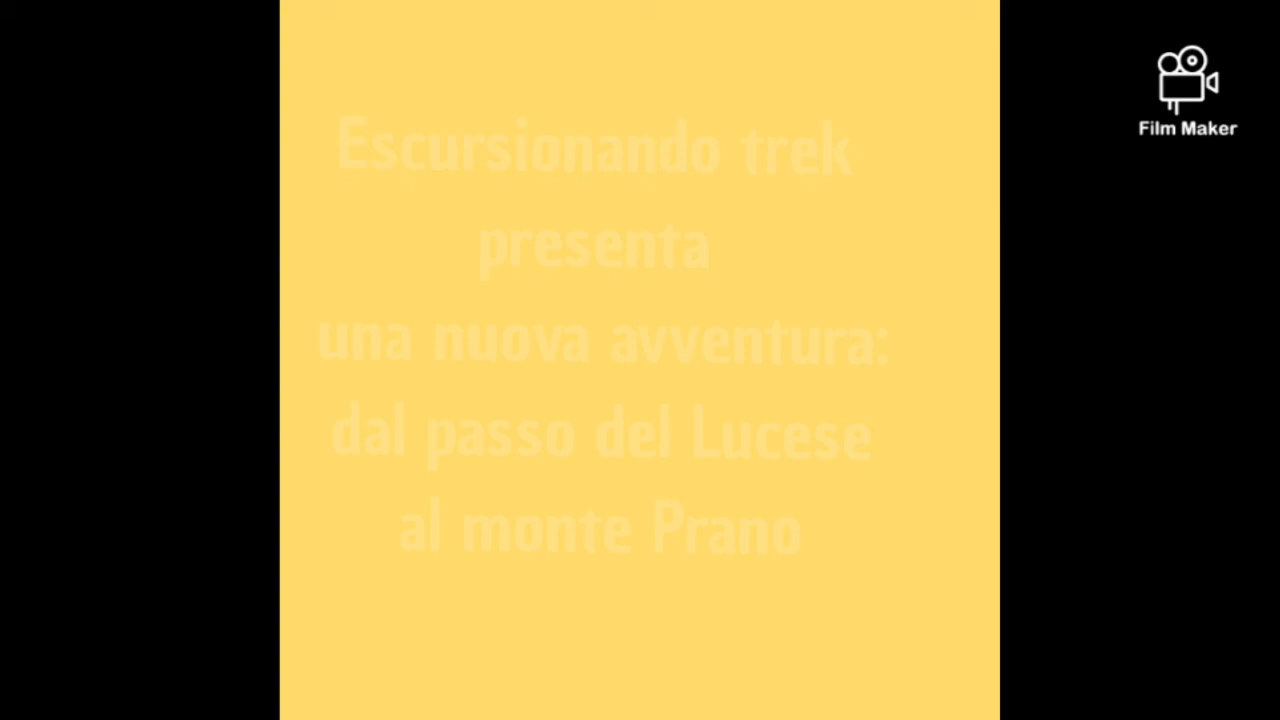 Escursionando trek
presenta
una nuova avventura:
dal passo del Lucese
al monte Prano
Film Maker